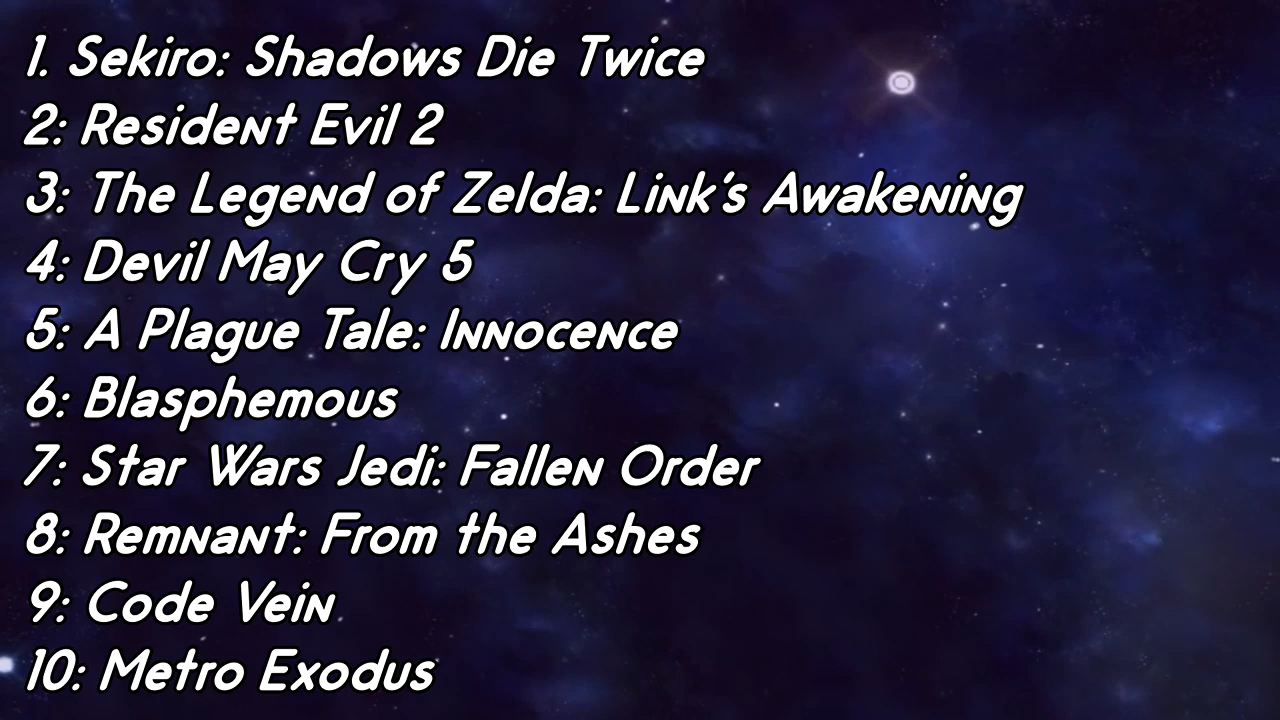 1. Sekiro: Shadows Die Twice
2: Resident Evil 2
3: The Legend of Zelda: Link's Awakening
4: Devil May Cry 5
5: A Plague Tale: Innocence
6: Blasphemous
7: Star Wars Jedi: Fallen Order
8: Remnant: From the Ashes
9: Code Vein
10: Metro Exodus